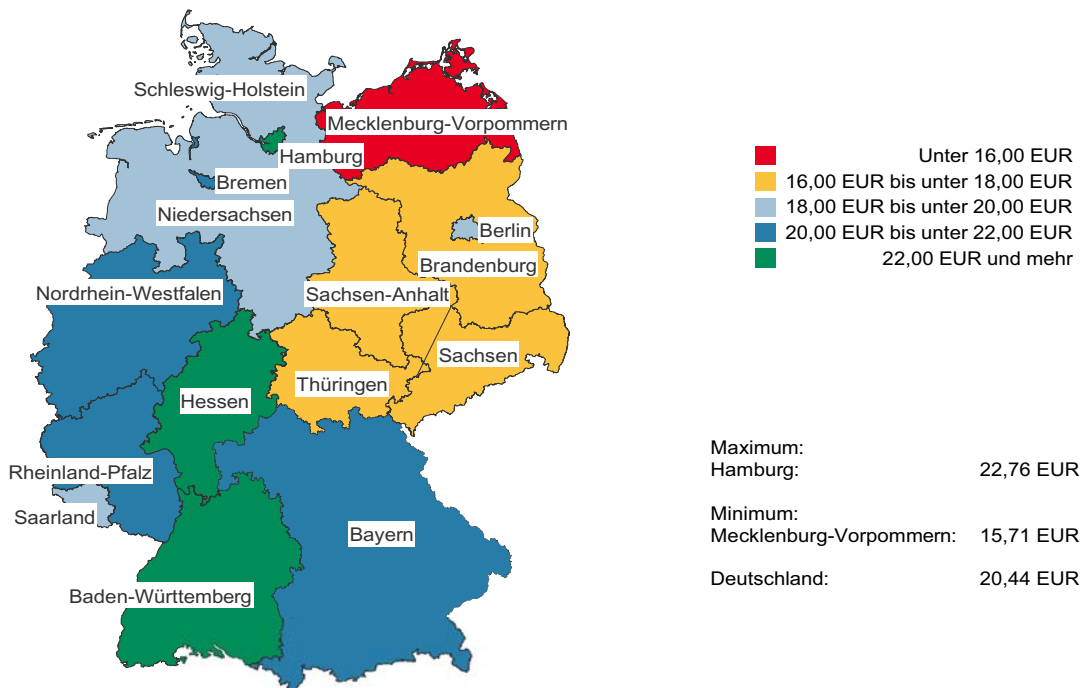 Schleswig-Holstein
Mecklenburg-Vorpommern
Hamburg
Bremen
Niedersachsen
Berlin
Brandenburg
Nordrhein-Westfalen
Sachsen-Anhalt
Sachsen
Thüringen
Hessen
Rheinland-Pfalz
Saarland
Bayern
Baden-Württemberg
Unter 16,00 EUR
16,00 EUR bis unter 18,00 EUR
18,00 EUR bis unter 20,00 EUR
20,00 EUR bis unter 22,00 EUR
22,00 EUR und mehr
Maximum:
Hamburg: 22,76 EUR
Minimum:
Mecklenburg-Vorpommern: 15,71 EUR
Deutschland: 20,44 EUR